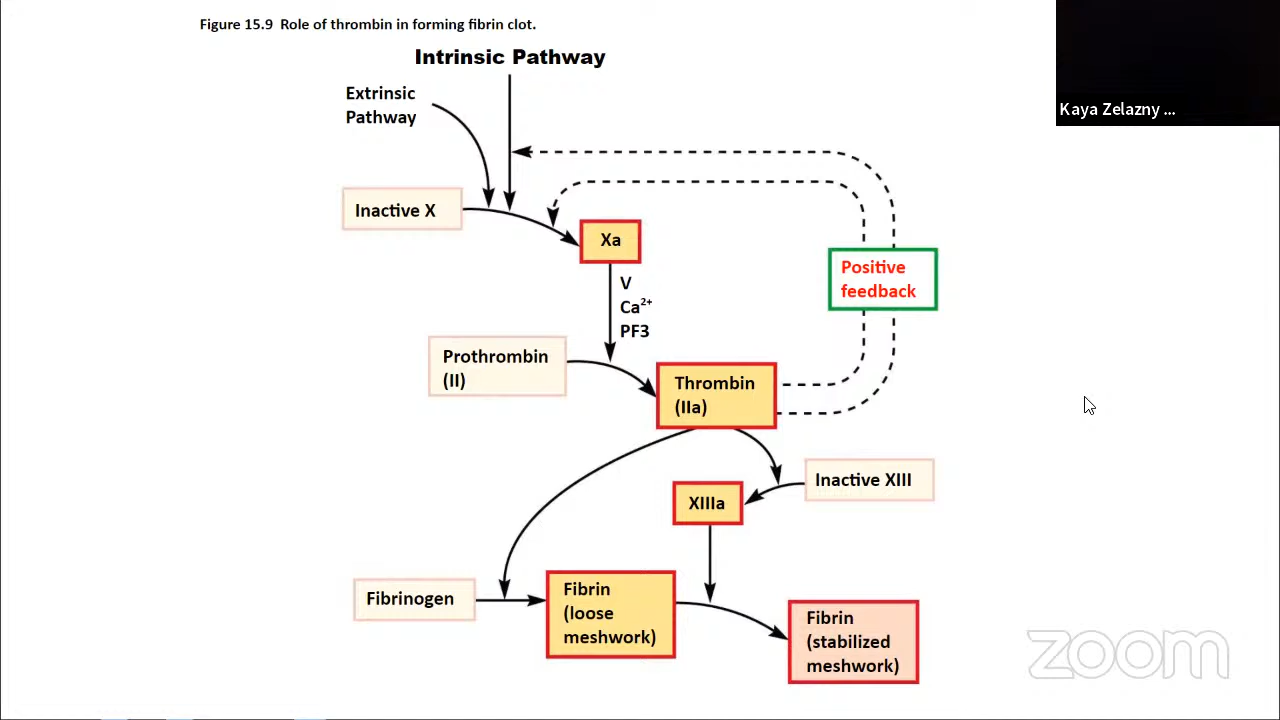 Figure 15.9 Role of thrombin in forming fibrin clot.
Intrinsic Pathway
Extrinsic
Pathway
Kaya Zelazny ...
Inactive X
Xa
Positive
feedback
V
Ca²⁺
PF3
Prothrombin
(II)
Thrombin
(IIa)
Inactive XIII
XIIIa
Fibrinogen
Fibrin
(loose
meshwork)
Fibrin
(stabilized
meshwork)
zoom